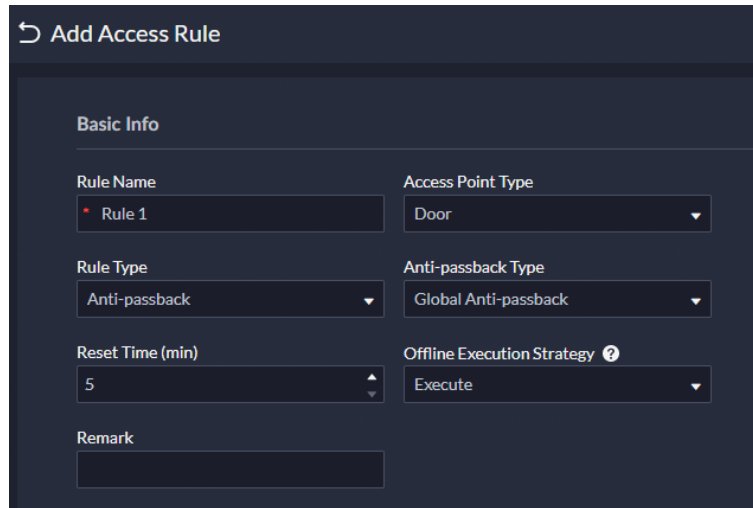 Add Access Rule
Basic Info
Rule Name
Access Point Type
* Rule 1
Door
Rule Type
Anti-passback Type
Anti-passback
Global Anti-passback
Reset Time (min)
Offline Execution Strategy ?
5
Execute
Remark